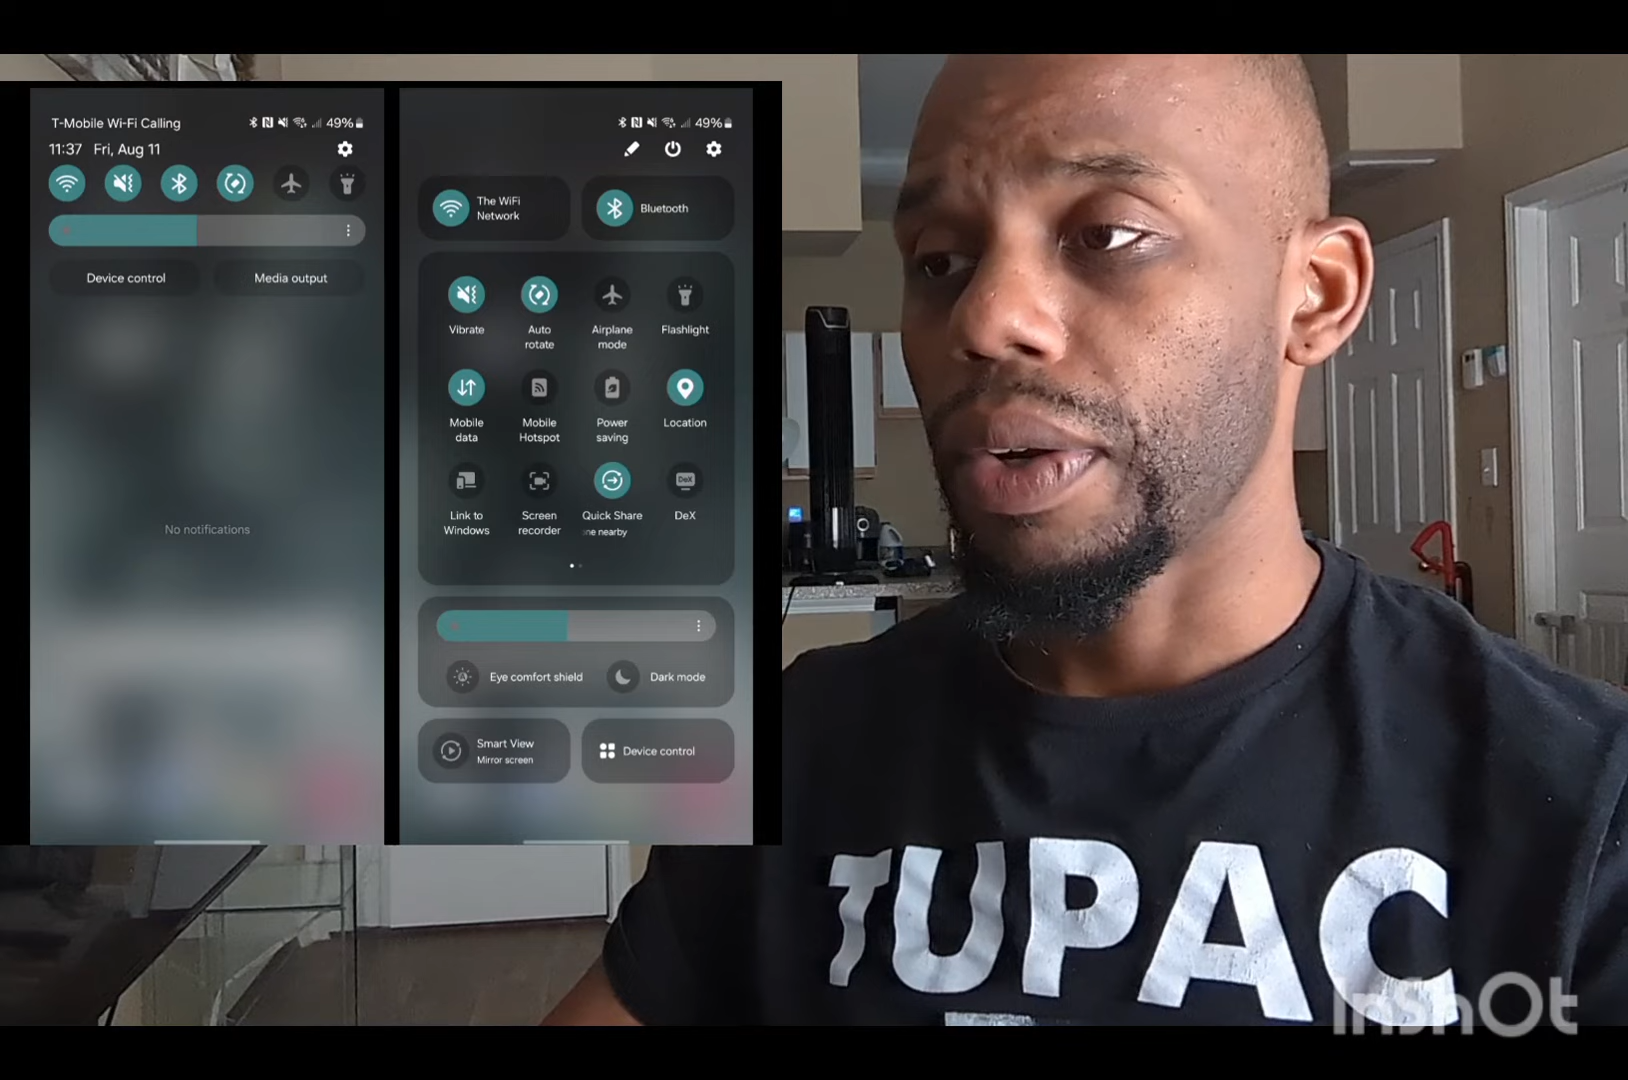 T-Mobile Wi-Fi Calling
49%
11:37 Fri, Aug 11
Device control
Media output
No notifications
49%
The WiFi
Network
Bluetooth
Vibrate
Auto
rotate
Airplane
mode
Flashlight
Mobile
data
Mobile
Hotspot
Power
saving
Location
Link to
Windows
Screen
recorder
Quick Share
ne nearby
DeX
DeX
Eye comfort shield
Dark mode
Smart View
Mirror screen
Device control
TUPAC
InShOt